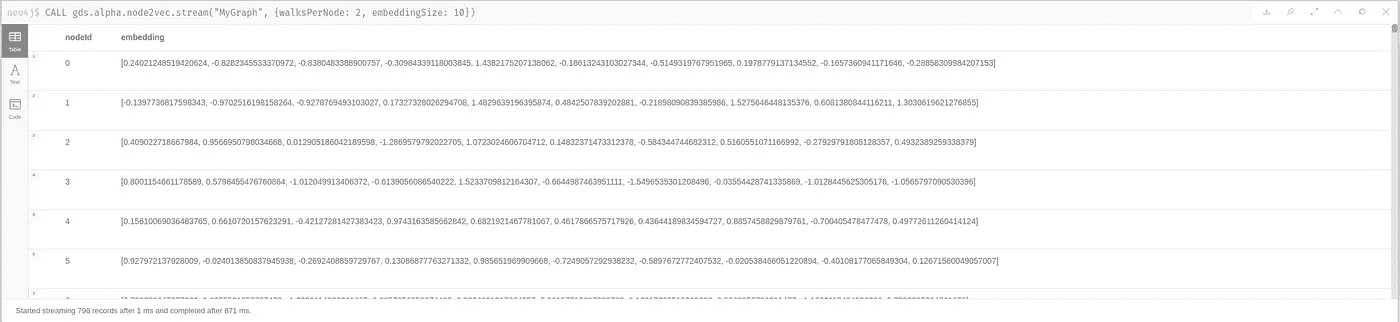 neo4j$ CALL gds.alpha.node2vec.stream("MyGraph", {walksPerNode: 2, embeddingSize: 10})
nodeId embedding
Table
1
0 [0.24021248519420624, -0.8282345533370972, -0.8380483388900757, -0.30984339118003845, 1.4382175207138062, -0.18613243103027344, -0.5149319767951965, 0.1978779137134552, -0.1657360941171646, -0.28858309984207153]
Text
2
1 [-0.1397736817598343, -0.9702516198158264, -0.9278769493103027, 0.17327328026294708, 1.4829639196395874, 0.4842507839202881, -0.21898090839385986, 1.5275646448135376, 0.6081380844116211, 1.3030619621276855]
Code
3
2 [0.409022718667984, 0.9566950798034668, 0.012905186042189598, -1.2869579792022705, 1.0723024606704712, 0.14832371473312378, -0.584344744682312, 0.5160551071166992, -0.27929791808128357, 0.4932389259338379]
4
3 [0.8001154661178589, 0.5798455476760864, -1.012049913406372, -0.6139056086540222, 1.5233709812164307, -0.6644987463951111, -1.5496535301208496, -0.03554428741335869, -1.0128445625305176, -1.0565797090530396]
5
4 [0.15610069036483765, 0.6610720157623291, -0.42127281427383423, 0.9743163585662842, 0.6821921467781067, 0.4617866575717926, 0.43644189834594727, 0.8857458829879761, -0.700405478477478, 0.49772611260414124]
6
5 [0.927972137928009, -0.024013850837945938, -0.2692408859729767, 0.13086877763271332, 0.985651969909668, -0.7249057292938232, -0.5897672772407532, -0.020538466051220894, -0.40108177065849304, 0.12671560049057007]
7
Started streaming 796 records after 1 ms and completed after 871 ms.